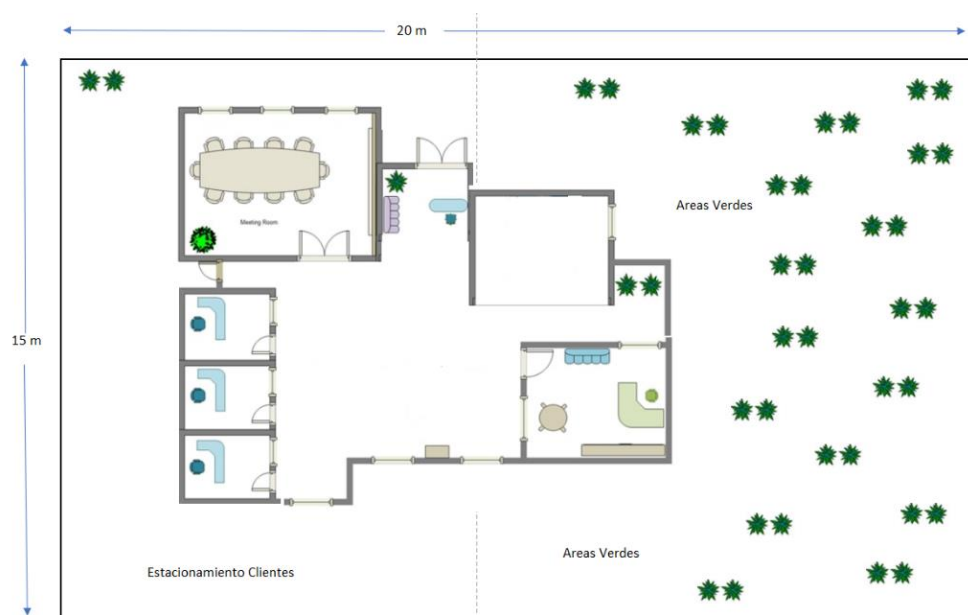 20 m
Meeting Room
Areas Verdes
15 m
Areas Verdes
Estacionamiento Clientes